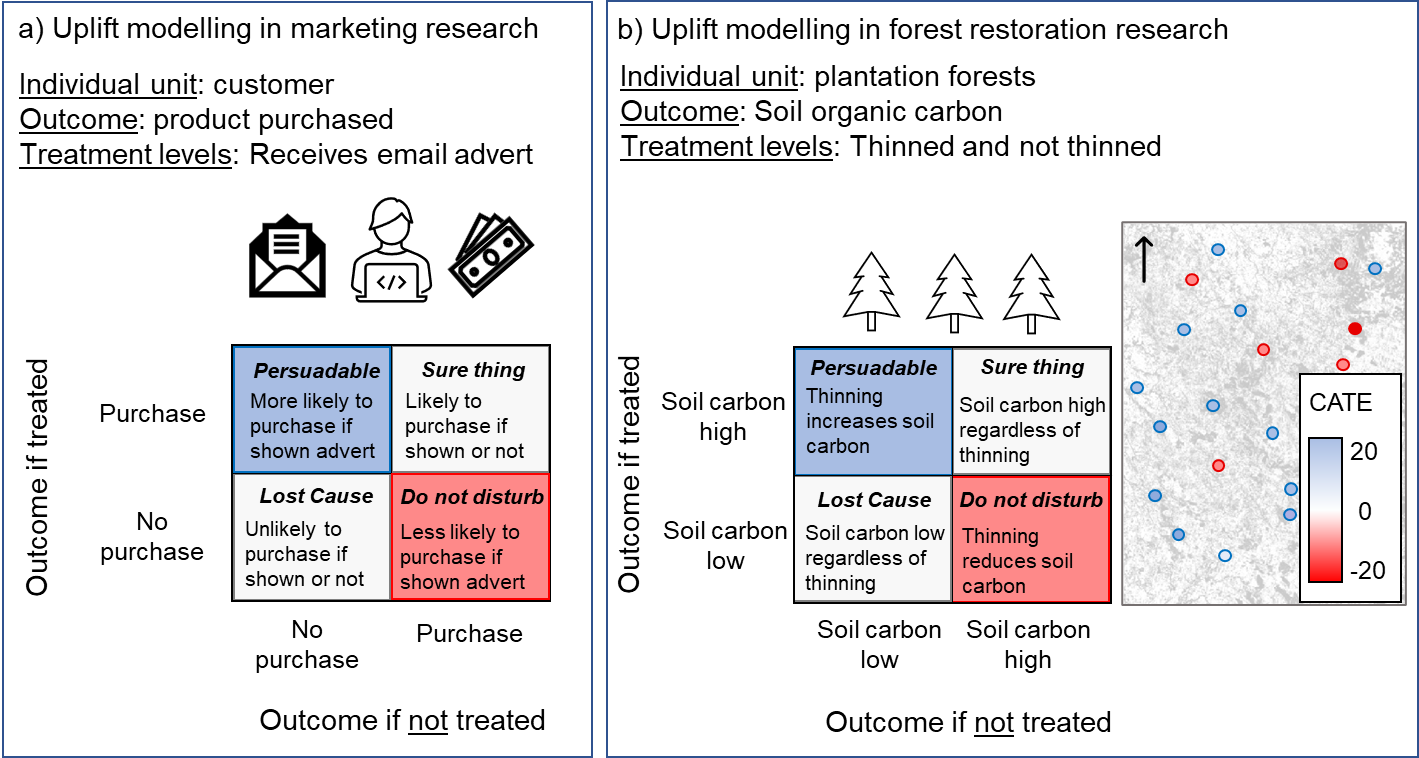 a) Uplift modelling in marketing research
Individual unit: customer
Outcome: product purchased
Treatment levels: Receives email advert
</>
Outcome if treated
Purchase
No
purchase
Persuadable
More likely to
purchase if
shown advert
Sure thing
Likely to
purchase if
shown or not
Lost Cause
Unlikely to
purchase if
shown or not
Do not disturb
Less likely to
purchase if
shown advert
No
purchase
Purchase
Outcome if not treated
b) Uplift modelling in forest restoration research
Individual unit: plantation forests
Outcome: Soil organic carbon
Treatment levels: Thinned and not thinned
Outcome if treated
Soil carbon
high
Soil carbon
low
Persuadable
Thinning
increases soil
carbon
Sure thing
Soil carbon high
regardless of
thinning
Lost Cause
Soil carbon low
regardless of
thinning
Do not disturb
Thinning
reduces soil
carbon
Soil carbon
low
Soil carbon
high
Outcome if not treated
CATE
20
0
-20